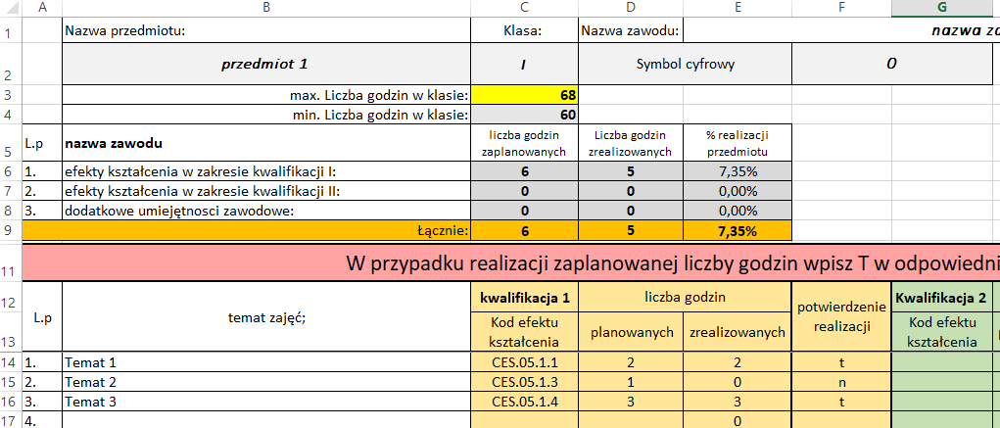 A B C D E F G
1 Nazwa przedmiotu: Klasa: Nazwa zawodu: nazwa za
2 przedmiot 1 I Symbol cyfrowy 0
3 max. Liczba godzin w klasie: 68
4 min. Liczba godzin w klasie: 60
5 L.p nazwa zawodu liczba godzin zaplanowanych Liczba godzin zrealizowanych % realizacji przedmiotu
6 1. efekty kształcenia w zakresie kwalifikacji I: 6 5 7,35%
7 2. efekty kształcenia w zakresie kwalifikacji II: 0 0 0,00%
8 3. dodatkowe umiejętnosci zawodowe: 0 0 0,00%
9 Łącznie: 6 5 7,35%
11 W przypadku realizacji zaplanowanej liczby godzin wpisz T w odpowiedni
12 L.p temat zajęć; kwalifikacja 1 liczba godzin potwierdzenie realizacji Kwalifikacja 2
13 Kod efektu kształcenia planowanych zrealizowanych Kod efektu kształcenia
14 1. Temat 1 CES.05.1.1 2 2 t
15 2. Temat 2 CES.05.1.3 1 0 n
16 3. Temat 3 CES.05.1.4 3 3 t
17 4. 0